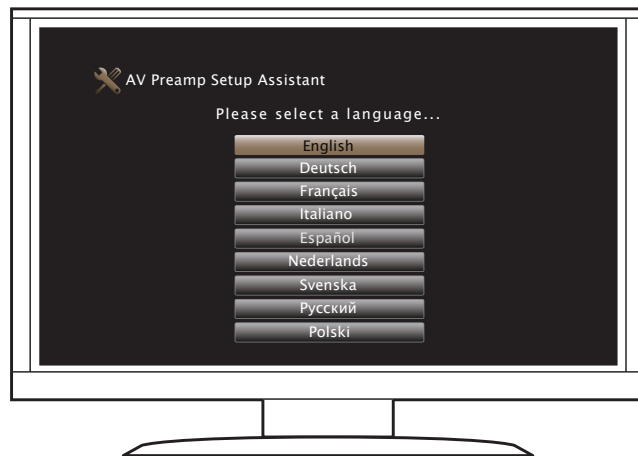 AV Preamp Setup Assistant
Please select a language...
English
Deutsch
Français
Italiano
Español
Nederlands
Svenska
Русский
Polski